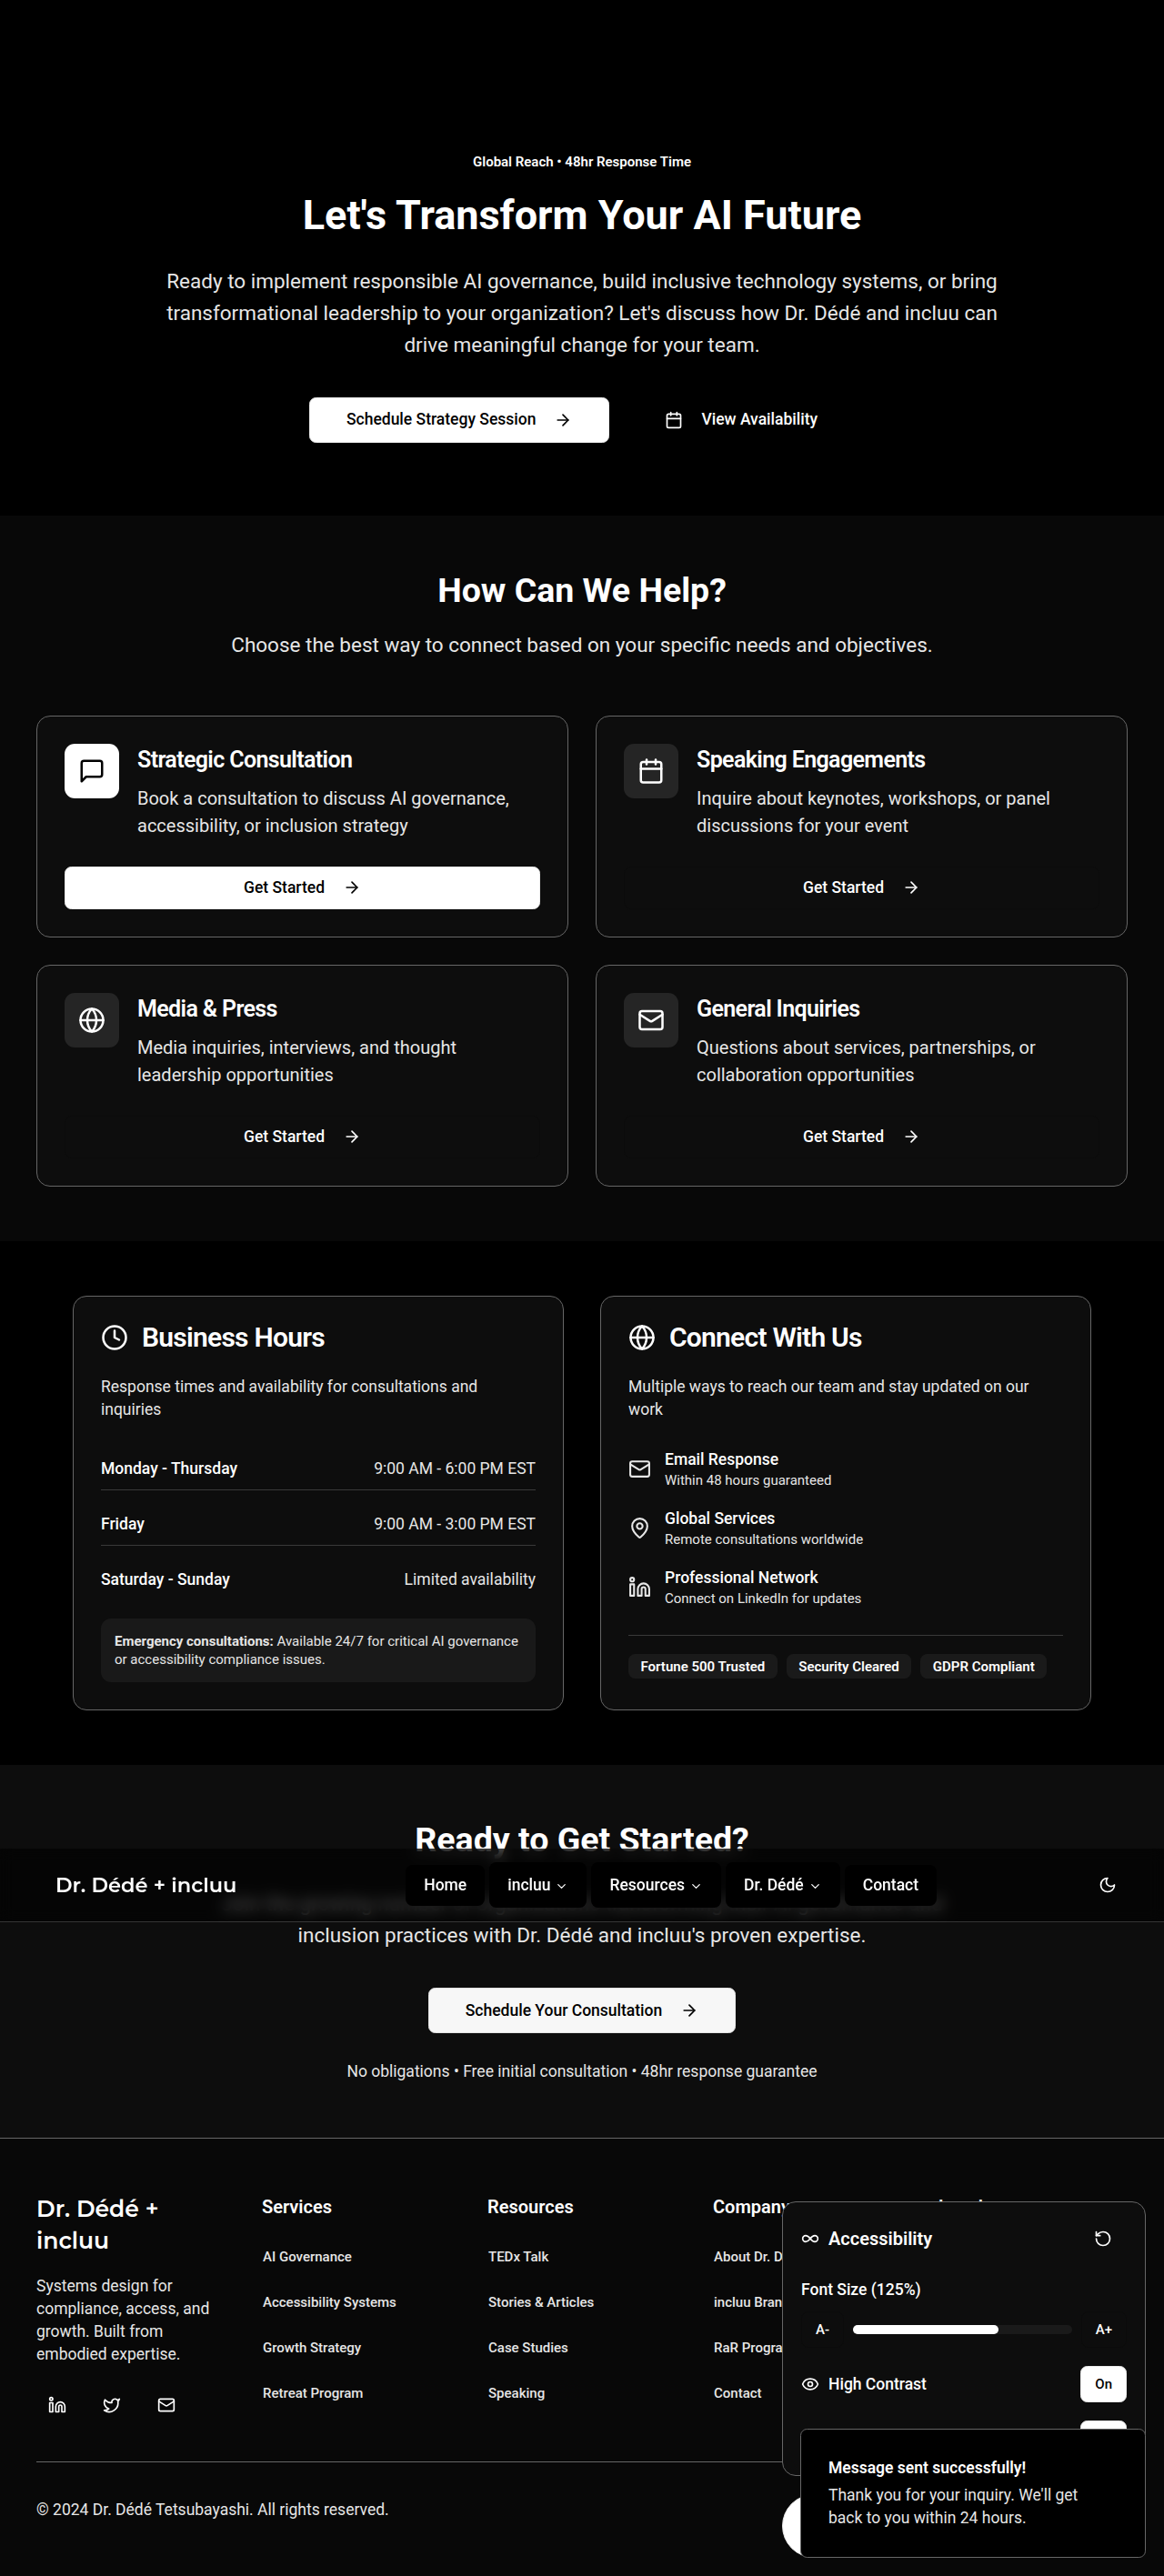 Global Reach • 48hr Response Time
Let's Transform Your AI Future
Ready to implement responsible AI governance, build inclusive technology systems, or bring
transformational leadership to your organization? Let's discuss how Dr. Dédé and incluu can
drive meaningful change for your team.
Schedule Strategy Session
View Availability
How Can We Help?
Choose the best way to connect based on your specific needs and objectives.
Strategic Consultation
Book a consultation to discuss AI governance,
accessibility, or inclusion strategy
Get Started
Speaking Engagements
Inquire about keynotes, workshops, or panel
discussions for your event
Get Started
Media & Press
Media inquiries, interviews, and thought
leadership opportunities
Get Started
General Inquiries
Questions about services, partnerships, or
collaboration opportunities
Get Started
Business Hours
Response times and availability for consultations and
inquiries
Monday - Thursday 9:00 AM - 6:00 PM EST
Friday 9:00 AM - 3:00 PM EST
Saturday - Sunday Limited availability
Emergency consultations: Available 24/7 for critical AI governance
or accessibility compliance issues.
Connect With Us
Multiple ways to reach our team and stay updated on our
work
Email Response
Within 48 hours guaranteed
Global Services
Remote consultations worldwide
Professional Network
Connect on LinkedIn for updates
Fortune 500 Trusted Security Cleared GDPR Compliant
Ready to Get Started?
Dr. Dédé + incluu Home incluu Resources Dr. Dédé Contact
inclusion practices with Dr. Dédé and incluu's proven expertise.
Schedule Your Consultation
No obligations • Free initial consultation • 48hr response guarantee
Dr. Dédé +
incluu
Systems design for
compliance, access, and
growth. Built from
embodied expertise.
Services
AI Governance
Accessibility Systems
Growth Strategy
Retreat Program
Resources
TEDx Talk
Stories & Articles
Case Studies
Speaking
Company
About Dr. D
incluu Bran
RaR Progra
Contact
Accessibility
Font Size (125%)
A- A+
High Contrast On
Message sent successfully!
Thank you for your inquiry. We'll get
back to you within 24 hours.
© 2024 Dr. Dédé Tetsubayashi. All rights reserved.